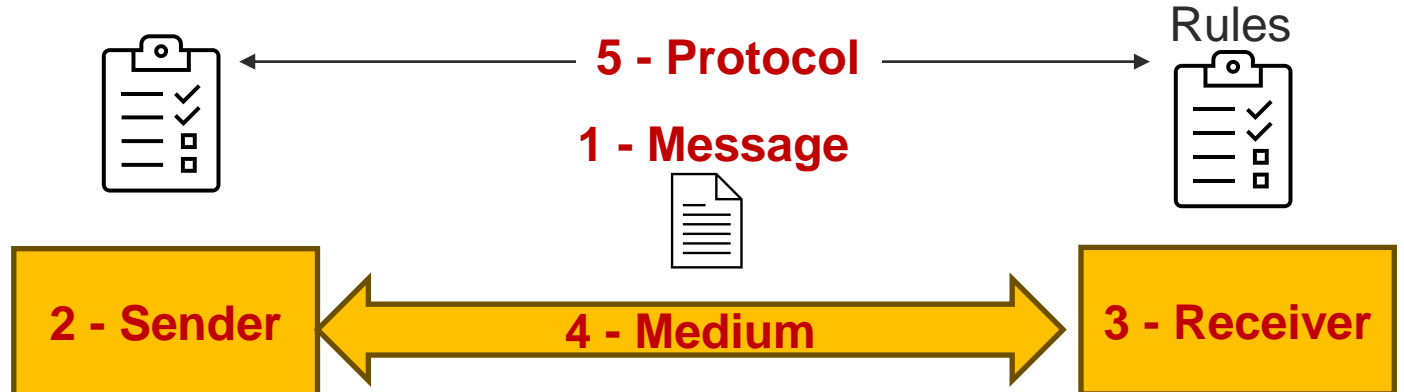 Rules
5 - Protocol
1 - Message
2 - Sender
4 - Medium
3 - Receiver